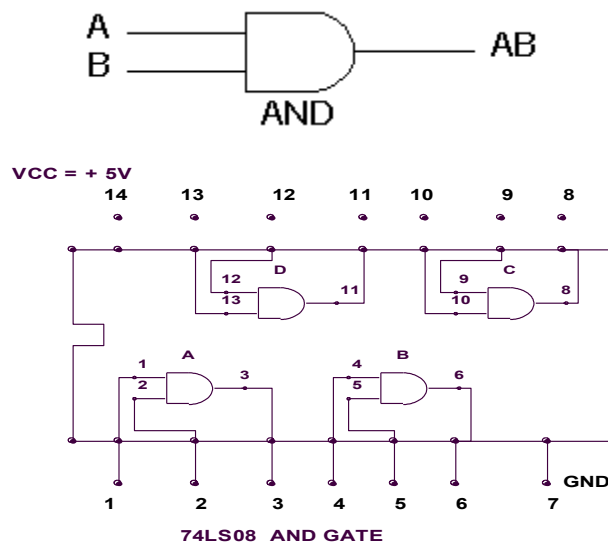 A
B
AB
AND
VCC = + 5V
14 13 12 11 10 9 8
D
C
12
13
11
9
10
8
A
B
1
2
3
4
5
6
1 2 3 4 5 6 7
GND
74LS08 AND GATE